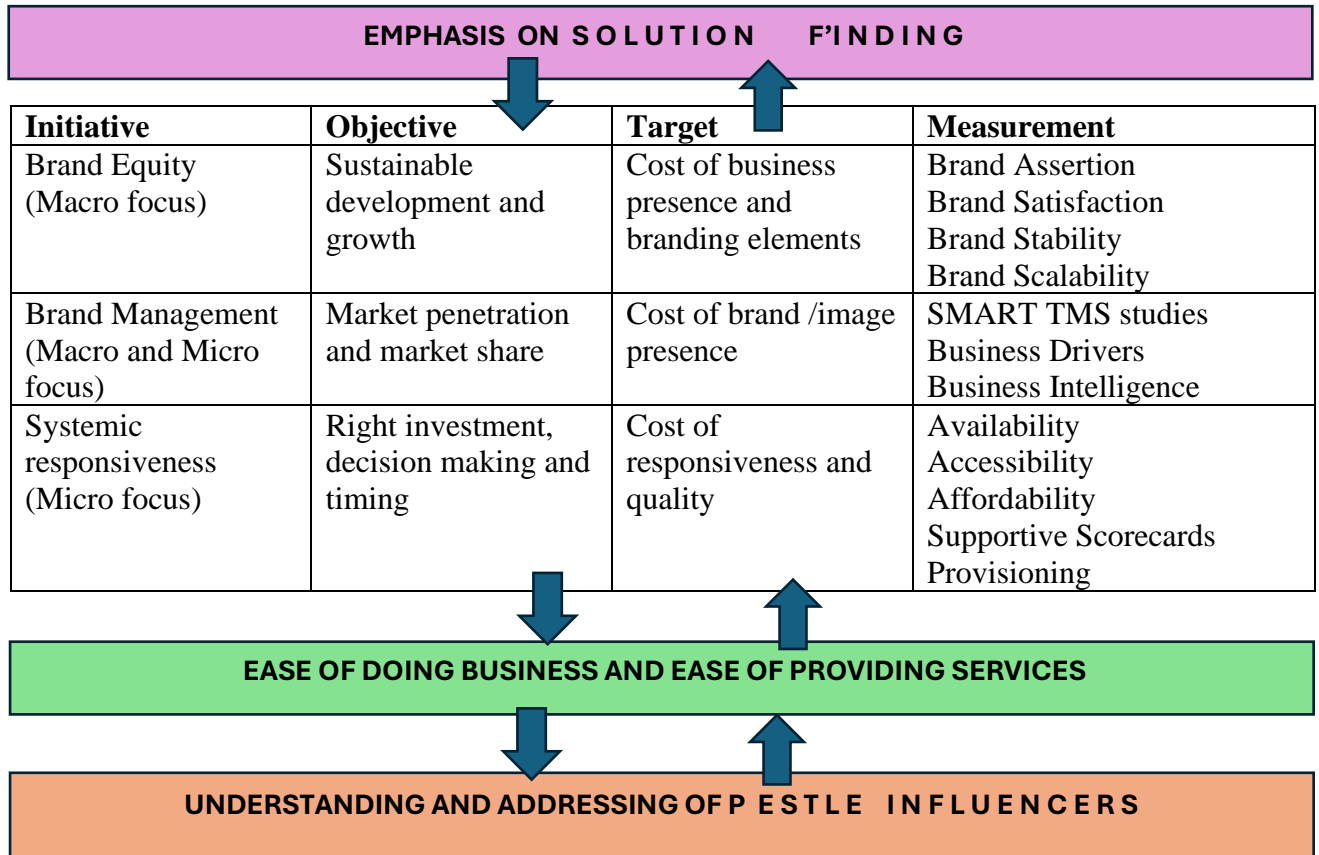 EMPHASIS ON S O L U T I O N F’I N D I N G
Initiative Objective Target Measurement
Brand Equity
(Macro focus)
Sustainable
development and
growth
Cost of business
presence and
branding elements
Brand Assertion
Brand Satisfaction
Brand Stability
Brand Scalability
Brand Management
(Macro and Micro
focus)
Market penetration
and market share
Cost of brand /image
presence
SMART TMS studies
Business Drivers
Business Intelligence
Systemic
responsiveness
(Micro focus)
Right investment,
decision making and
timing
Cost of
responsiveness and
quality
Availability
Accessibility
Affordability
Supportive Scorecards
Provisioning
EASE OF DOING BUSINESS AND EASE OF PROVIDING SERVICES
UNDERSTANDING AND ADDRESSING OF P E S T L E I N F L U E N C E R S